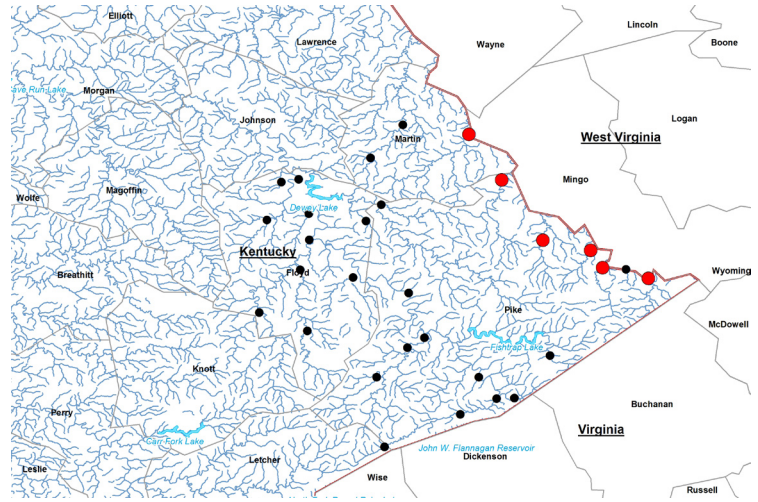 Elliott
Lincoln
Lawrence
Wayne
Boone
ave Run Lake
Morgan
Johnson
Logan
Martin
West Virginia
Mingo
Magoffin
Wolfe
Dewey Lake
Kentucky
Floyd
Breathitt
Wyoming
Pike
McDowell
Fishtrap Lake
Knott
Buchanan
Perry
Virginia
Carr Fork Lake
John W. Flannagan Reservoir
Letcher
Dickenson
Leslie
Wise
Russell